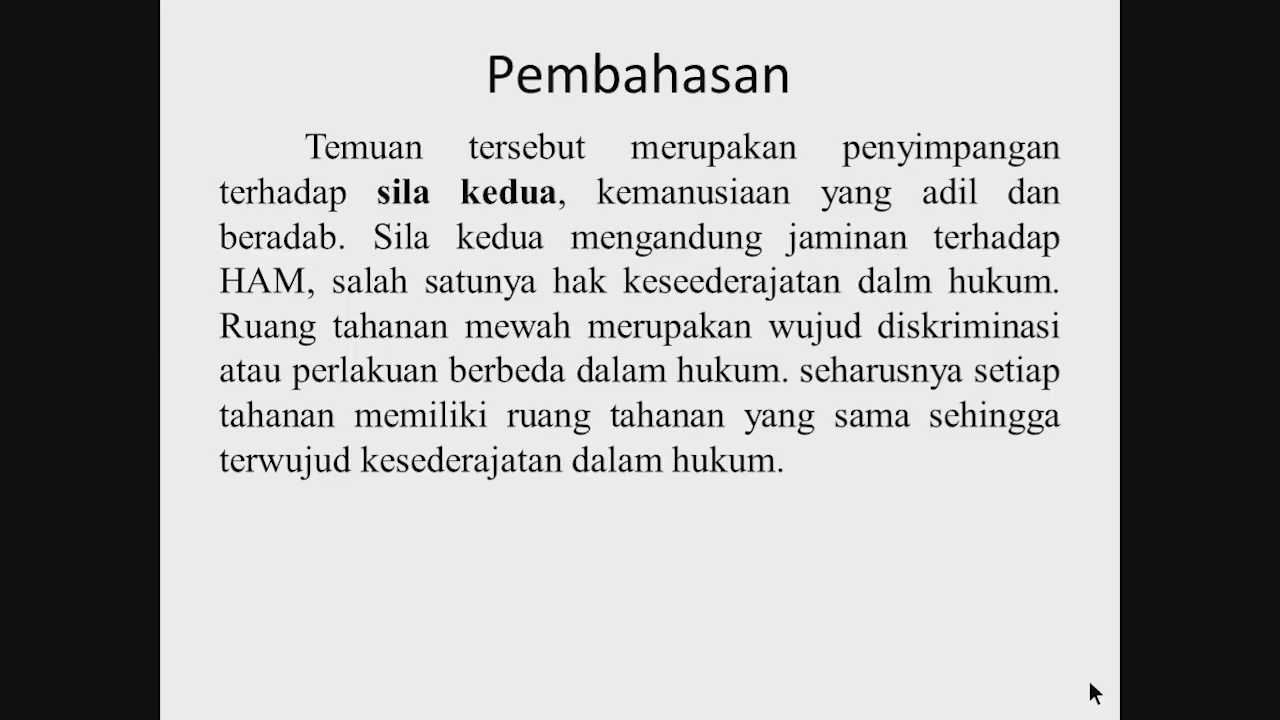 Pembahasan
Temuan tersebut merupakan penyimpangan
terhadap sila kedua, kemanusiaan yang adil dan
beradab. Sila kedua mengandung jaminan terhadap
HAM, salah satunya hak keseederajatan dalm hukum.
Ruang tahanan mewah merupakan wujud diskriminasi
atau perlakuan berbeda dalam hukum. seharusnya setiap
tahanan memiliki ruang tahanan yang sama sehingga
terwujud kesederajatan dalam hukum.